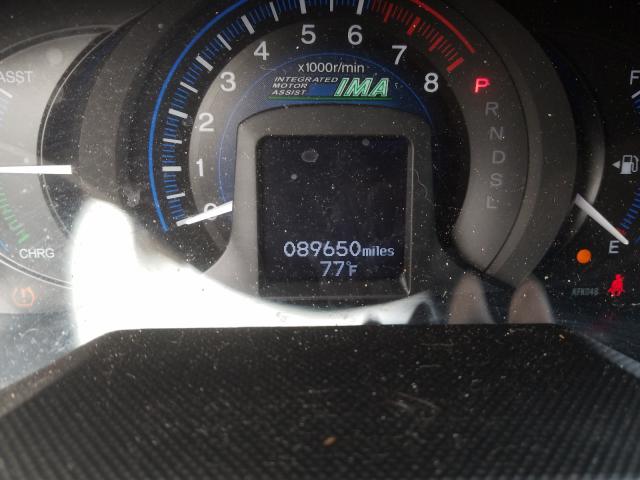 ASST
CHRG
0
1
2
3
4
5
6
7
8
x1000r/min
INTEGRATED
MOTOR
ASSIST
IMA
P
R
N
D
S
L
089650 miles
77°F
F
E